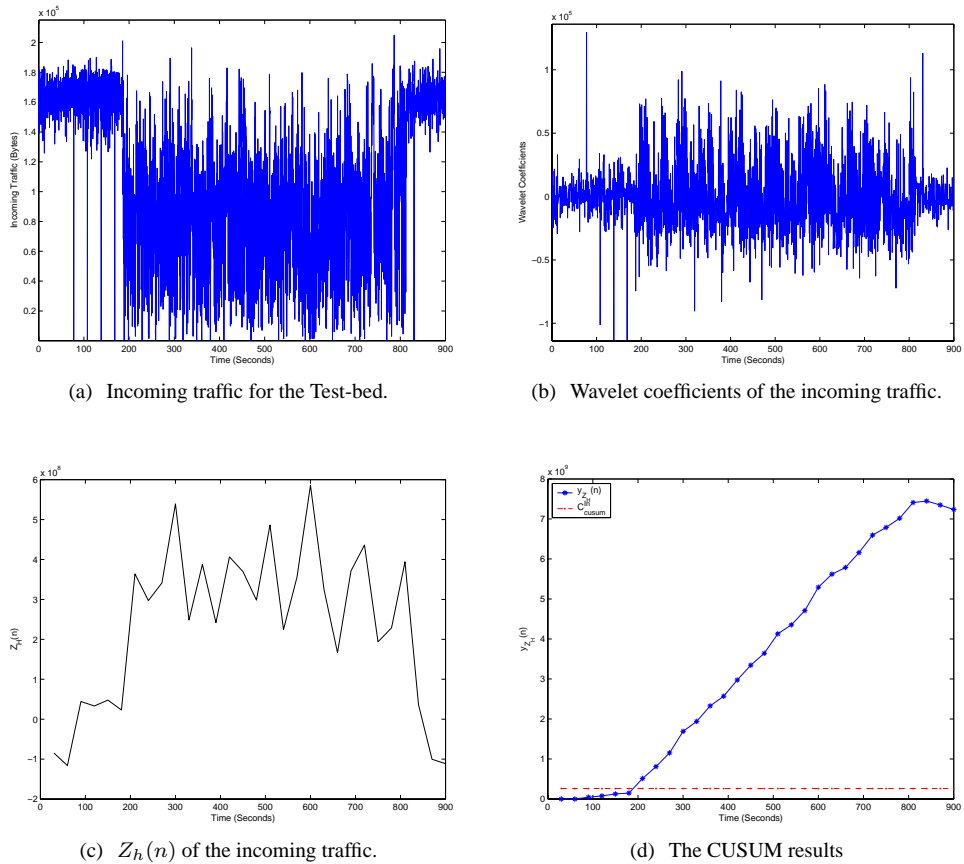 x 10^5
2
1.8
1.6
1.4
1.2
1
0.8
0.6
0.4
0.2
Incoming Traffic (Bytes)
0 100 200 300 400 500 600 700 800 900
Time (Seconds)
(a) Incoming traffic for the Test-bed.
x 10^5
1
0.5
0
−0.5
−1
Wavelet Coefficients
0 100 200 300 400 500 600 700 800 900
Time (Seconds)
(b) Wavelet coefficients of the incoming traffic.
x 10^8
6
5
4
3
2
1
0
−1
−2
Z_H(n)
0 100 200 300 400 500 600 700 800 900
Time (Seconds)
(c) Z_h(n) of the incoming traffic.
x 10^9
8
7
6
5
4
3
2
1
0
y_{Z_H}(n)
y_{Z_H}(n)
C^{th}_{cusum}
0 100 200 300 400 500 600 700 800 900
Time (Seconds)
(d) The CUSUM results